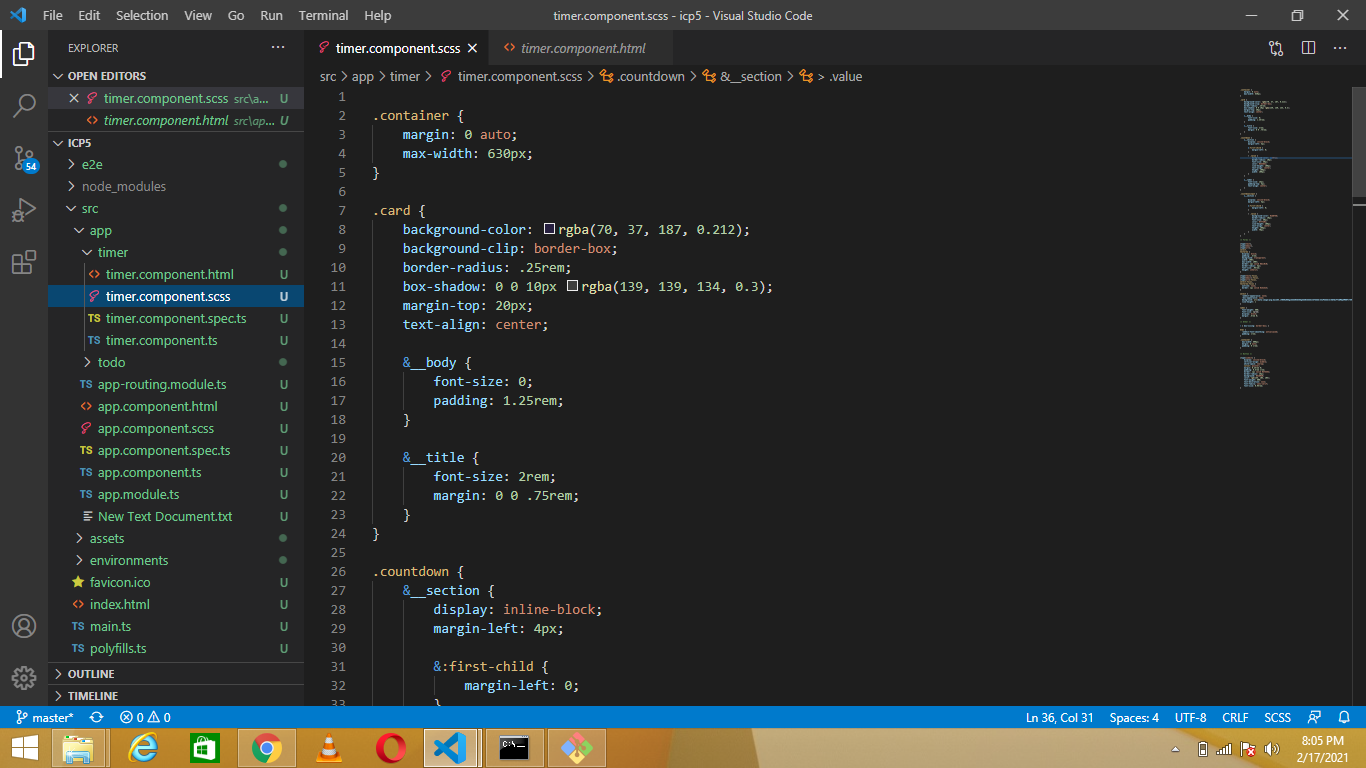 File Edit Selection View Go Run Terminal Help timer.component.scss - icp5 - Visual Studio Code
EXPLORER
OPEN EDITORS
timer.component.scss src\a... U
timer.component.html src\ap... U
ICP5
e2e
node_modules
src
app
timer
timer.component.html U
timer.component.scss U
TS timer.component.spec.ts U
TS timer.component.ts U
todo
TS app-routing.module.ts U
app.component.html U
app.component.scss U
TS app.component.spec.ts U
TS app.component.ts U
TS app.module.ts U
New Text Document.txt U
assets
environments
favicon.ico U
index.html U
TS main.ts U
TS polyfills.ts U
OUTLINE
TIMELINE
54
timer.component.scss timer.component.html
src > app > timer > timer.component.scss > .countdown > &__section > > .value
1
2 .container {
3 margin: 0 auto;
4 max-width: 630px;
5 }
6
7 .card {
8 background-color: rgba(70, 37, 187, 0.212);
9 background-clip: border-box;
10 border-radius: .25rem;
11 box-shadow: 0 0 10px rgba(139, 139, 134, 0.3);
12 margin-top: 20px;
13 text-align: center;
14
15 &__body {
16 font-size: 0;
17 padding: 1.25rem;
18 }
19
20 &__title {
21 font-size: 2rem;
22 margin: 0 0 .75rem;
23 }
24 }
25
26 .countdown {
27 &__section {
28 display: inline-block;
29 margin-left: 4px;
30
31 &:first-child {
32 margin-left: 0;
33 }
master* 0 0 Ln 36, Col 31 Spaces: 4 UTF-8 CRLF SCSS
8:05 PM
2/17/2021